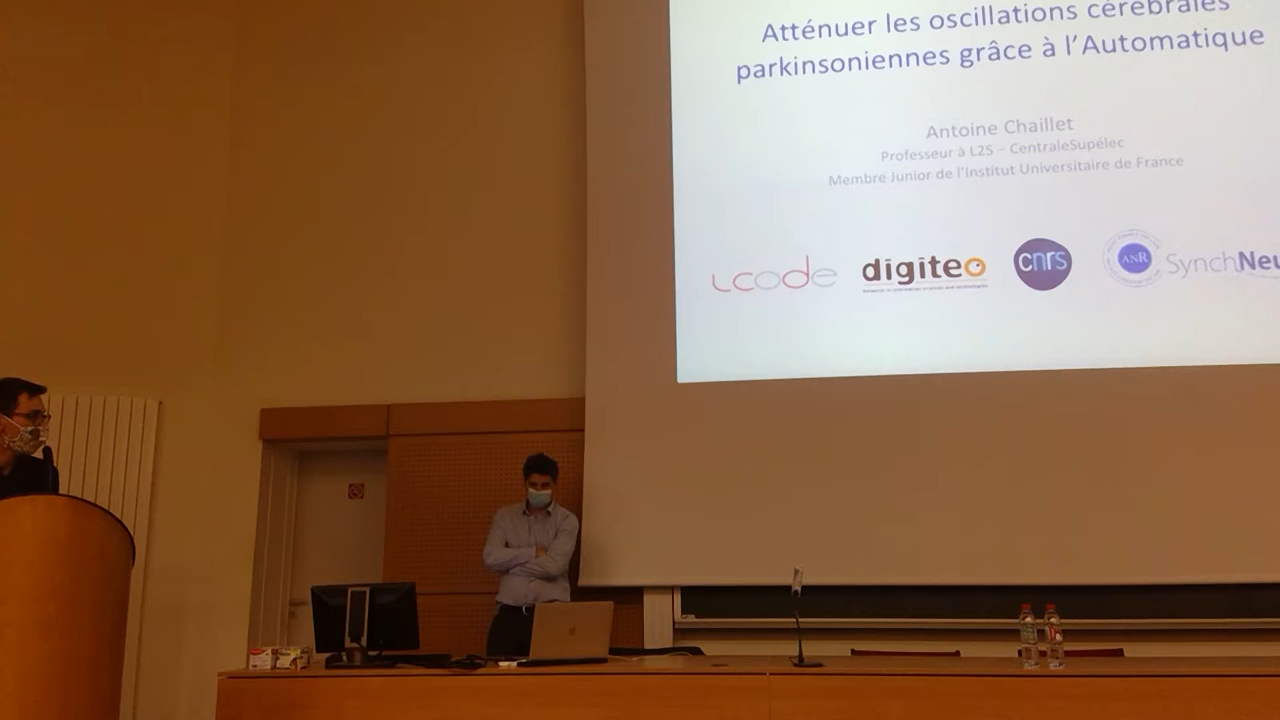 Atténuer les oscillations cérébrales
parkinsoniennes grâce à l'Automatique
Antoine Chaillet
Professeur à L2S – CentraleSupélec
Membre Junior de l'Institut Universitaire de France
LCODE
digiteo
cnrs
ANR
SynchNeu